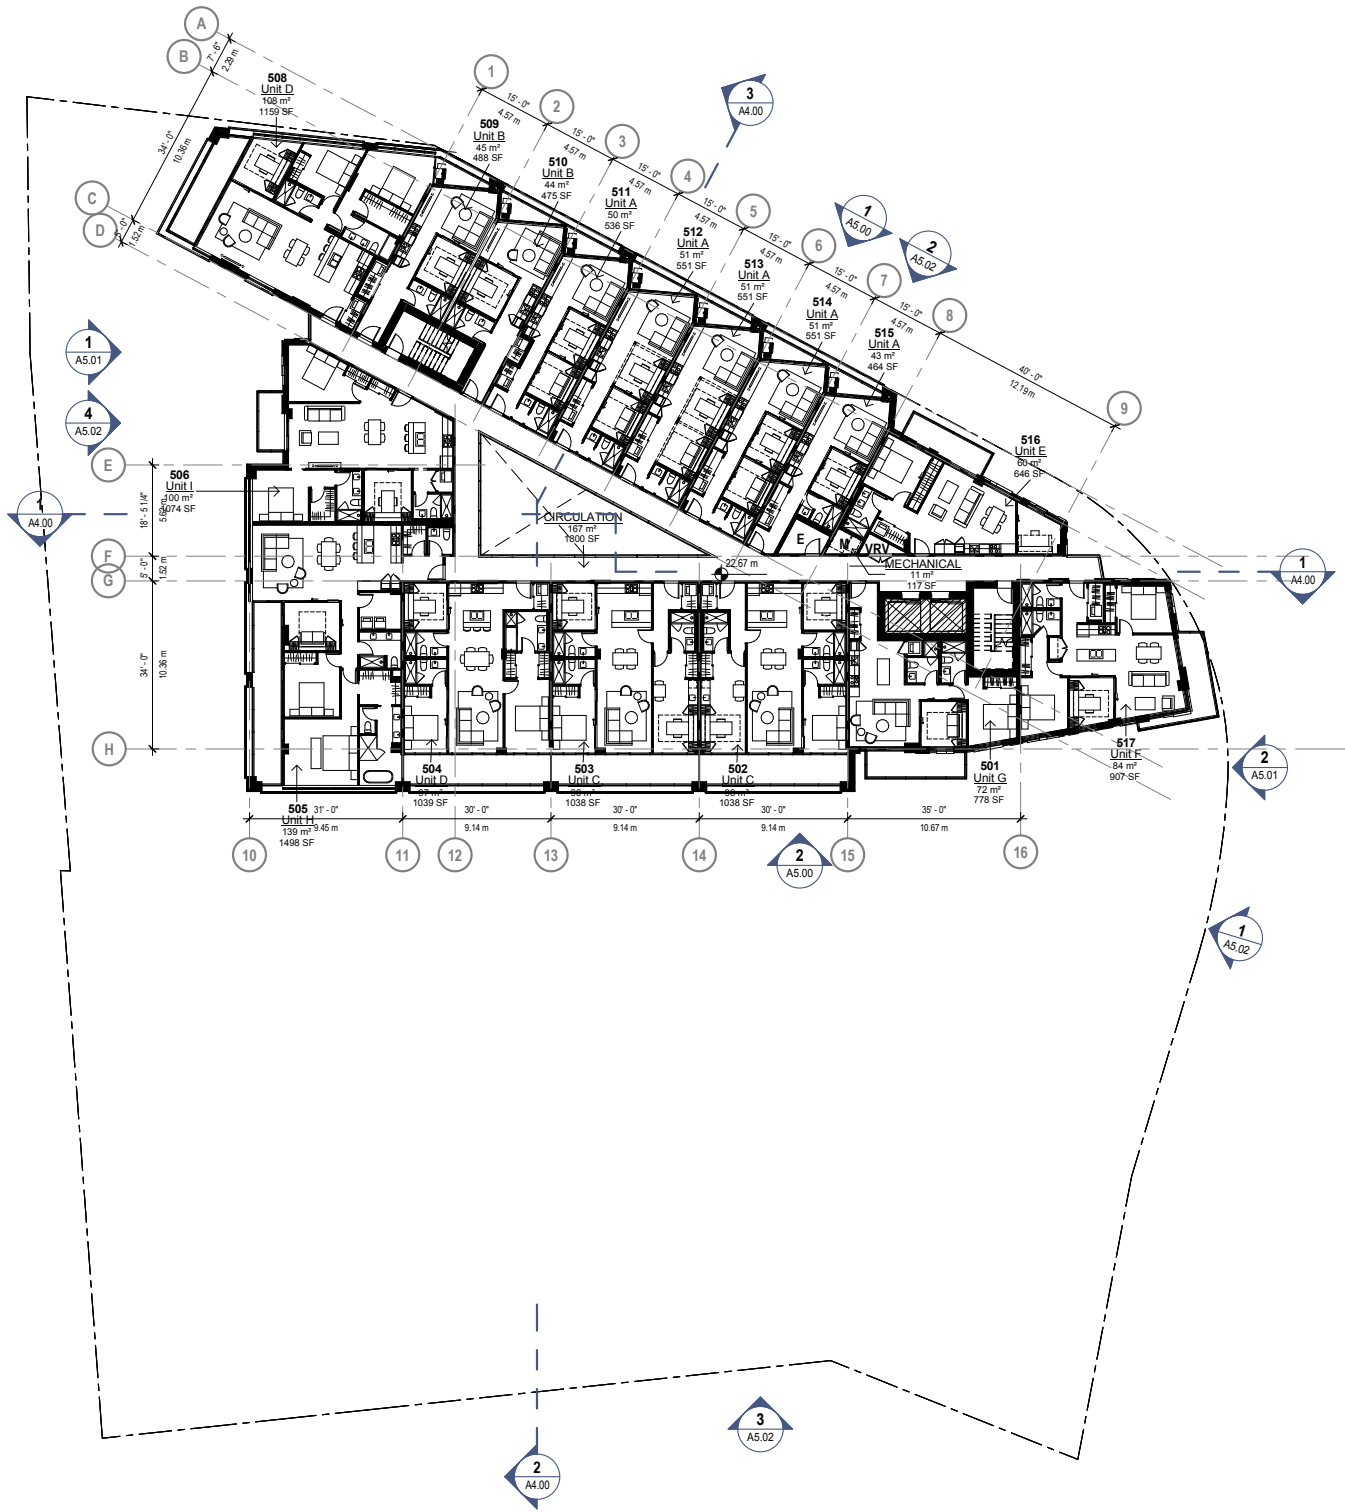 A
B
7' - 6"
2.29 m
34' - 0"
10.36 m
C
D
5' - 0"
1.52 m
508
Unit D
108 m²
1159 SF
1
15' - 0"
4.57 m
2
15' - 0"
4.57 m
3
15' - 0"
4.57 m
4
15' - 0"
4.57 m
5
15' - 0"
4.57 m
6
15' - 0"
4.57 m
7
15' - 0"
4.57 m
8
40' - 0"
12.19m
9
3
A4.00
1
A5.00
2
A5.02
509
Unit B
45 m²
488 SF
510
Unit B
44 m²
475 SF
511
Unit A
50 m²
536 SF
512
Unit A
51 m²
551 SF
513
Unit A
51 m²
551 SF
514
Unit A
51 m²
551 SF
515
Unit A
43 m²
464 SF
516
Unit E
60 m²
646 SF
1
A5.01
4
A5.02
E
506
Unit I
100 m²
1074 SF
18' - 5 1/4"
1
A4.00
F
5' - 0"
1.52 m
G
34' - 0"
10.36 m
H
CIRCULATION
167 m²
1800 SF
E
M
VRV
MECHANICAL
11 m²
117 SF
22.67 m
1
A4.00
505
Unit H
139 m²
1498 SF
504
Unit D
97 m²
1039 SF
503
Unit C
1038 SF
502
Unit C
1038 SF
501
Unit G
72 m²
778 SF
517
Unit F
84 m²
907 SF
2
A5.01
31' - 0"
9.45 m
30' - 0"
9.14 m
30' - 0"
9.14 m
30' - 0"
9.14 m
35' - 0"
10.67 m
10
11
12
13
14
15
16
2
A5.00
1
A5.02
3
A5.02
2
A4.00